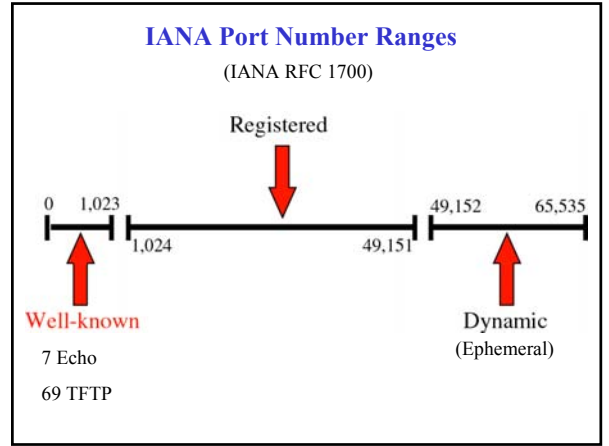 IANA Port Number Ranges
(IANA RFC 1700)
Registered
0 1,023
49,152 65,535
1,024 49,151
Well-known
Dynamic
(Ephemeral)
7 Echo
69 TFTP